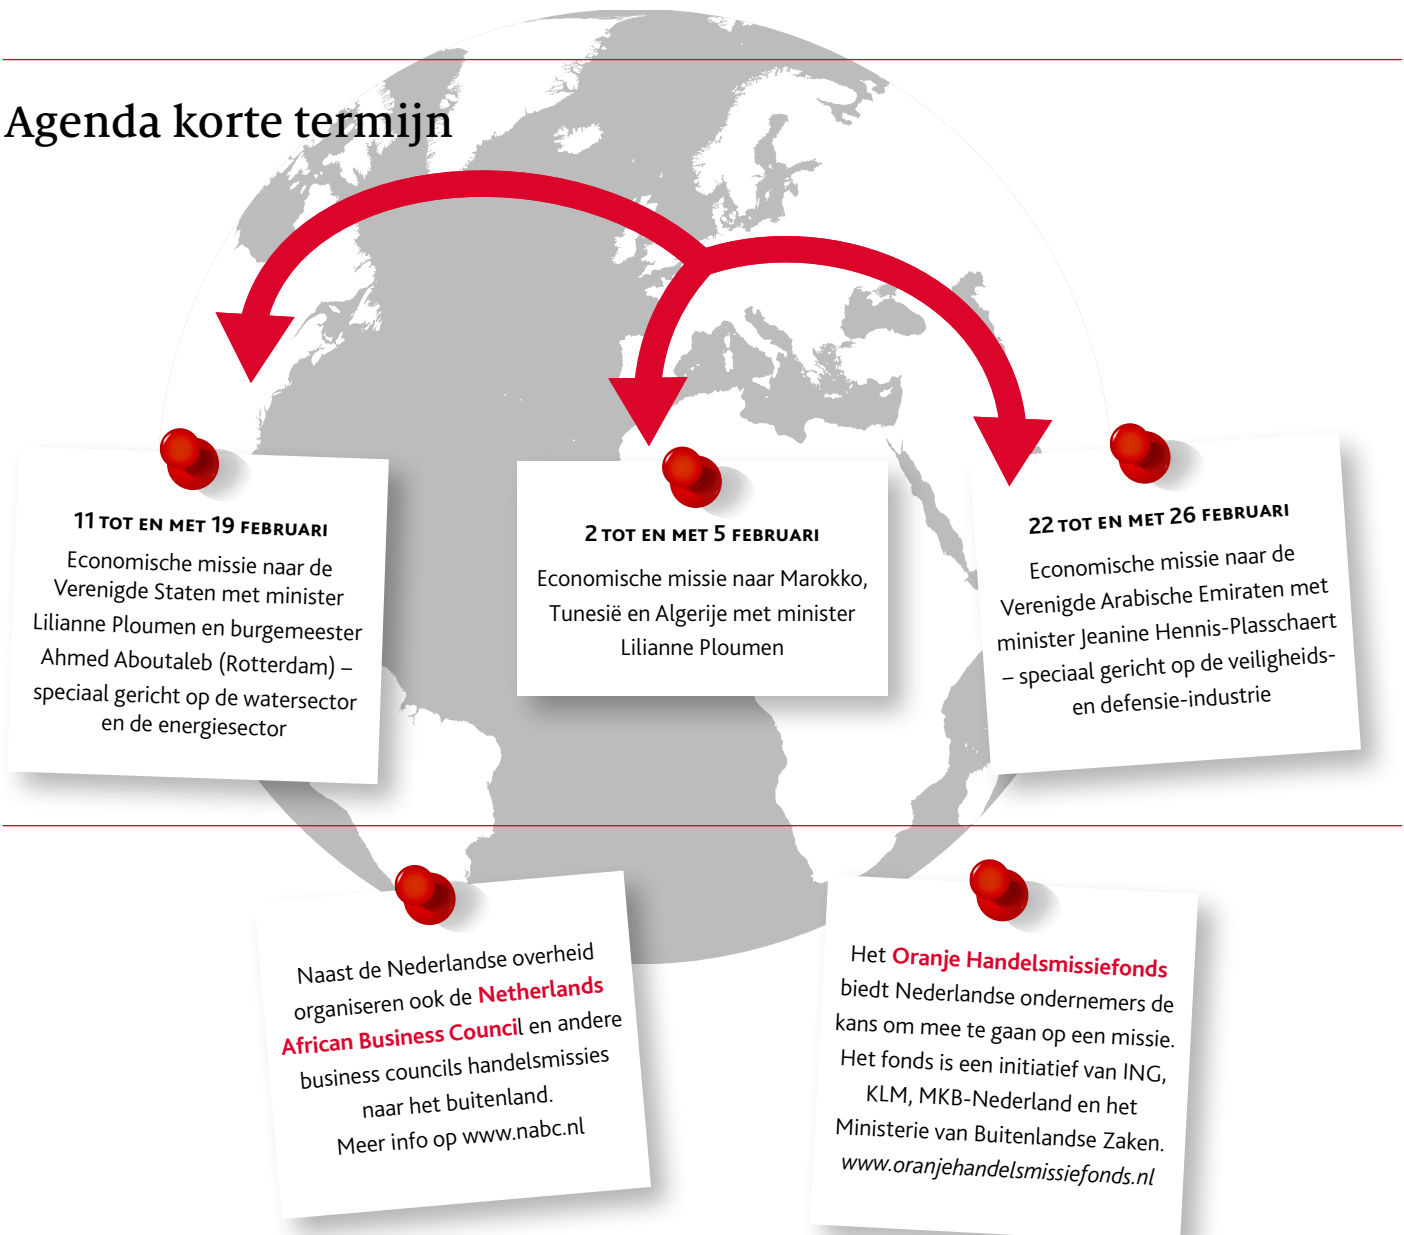 Agenda korte termijn
11 TOT EN MET 19 FEBRUARI
Economische missie naar de
Verenigde Staten met minister
Lilianne Ploumen en burgemeester
Ahmed Aboutaleb (Rotterdam) –
speciaal gericht op de watersector
en de energiesector
2 TOT EN MET 5 FEBRUARI
Economische missie naar Marokko,
Tunesië en Algerije met minister
Lilianne Ploumen
22 TOT EN MET 26 FEBRUARI
Economische missie naar de
Verenigde Arabische Emiraten met
minister Jeanine Hennis-Plasschaert
– speciaal gericht op de veiligheids-
en defensie-industrie
Naast de Nederlandse overheid
organiseren ook de Netherlands
African Business Council en andere
business councils handelsmissies
naar het buitenland.
Meer info op www.nabc.nl
Het Oranje Handelsmissiefonds
biedt Nederlandse ondernemers de
kans om mee te gaan op een missie.
Het fonds is een initiatief van ING,
KLM, MKB-Nederland en het
Ministerie van Buitenlandse Zaken.
www.oranjehandelsmissiefonds.nl